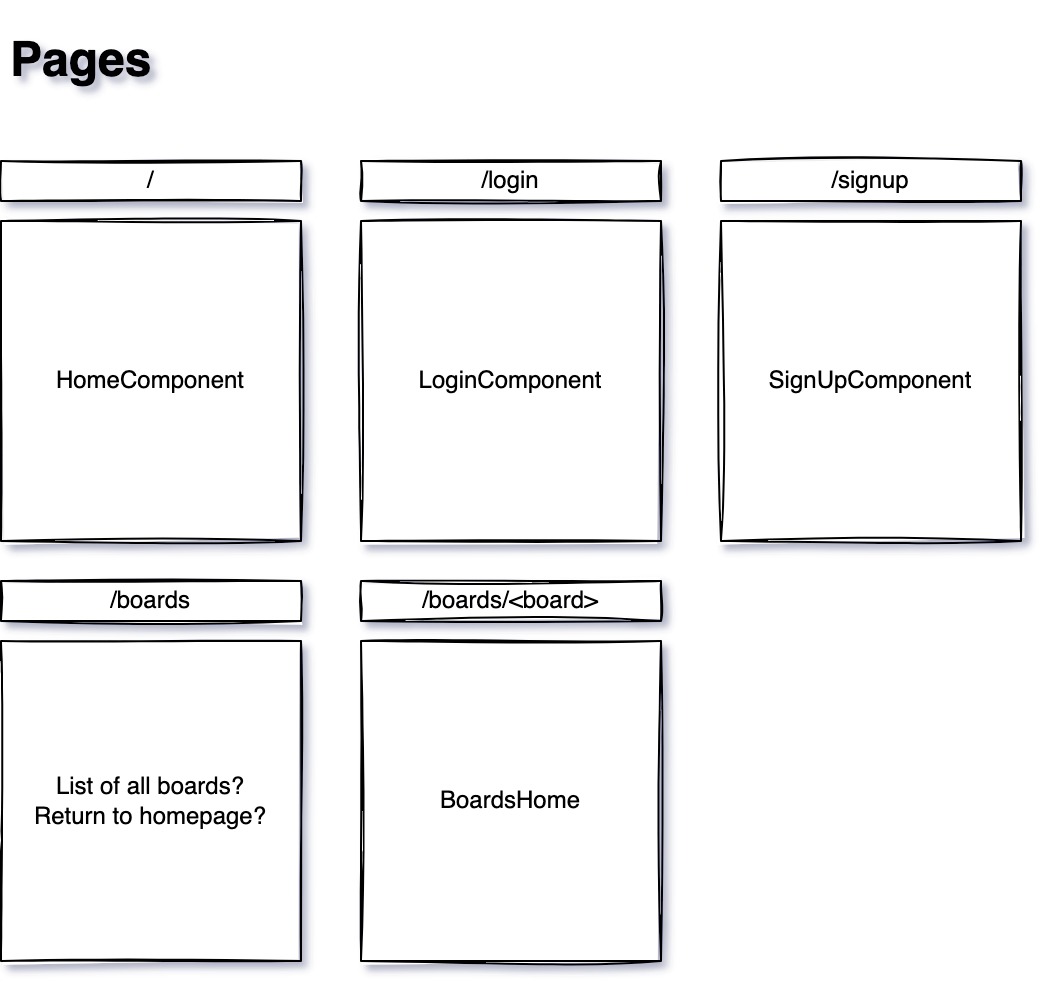 Pages
/
/login
/signup
HomeComponent
LoginComponent
SignUpComponent
/boards
/boards/<board>
List of all boards?
Return to homepage?
BoardsHome